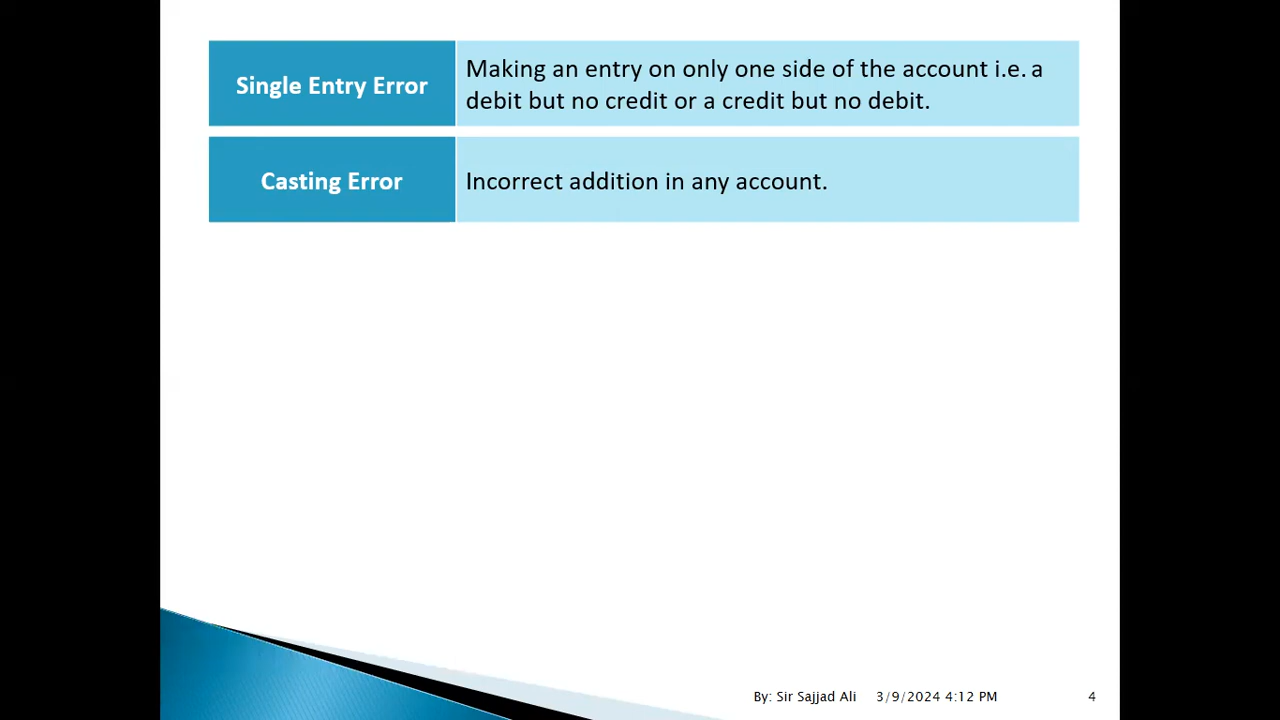 Single Entry Error
Making an entry on only one side of the account i.e. a
debit but no credit or a credit but no debit.
Casting Error
Incorrect addition in any account.
By: Sir Sajjad Ali 3/9/2024 4:12 PM 4